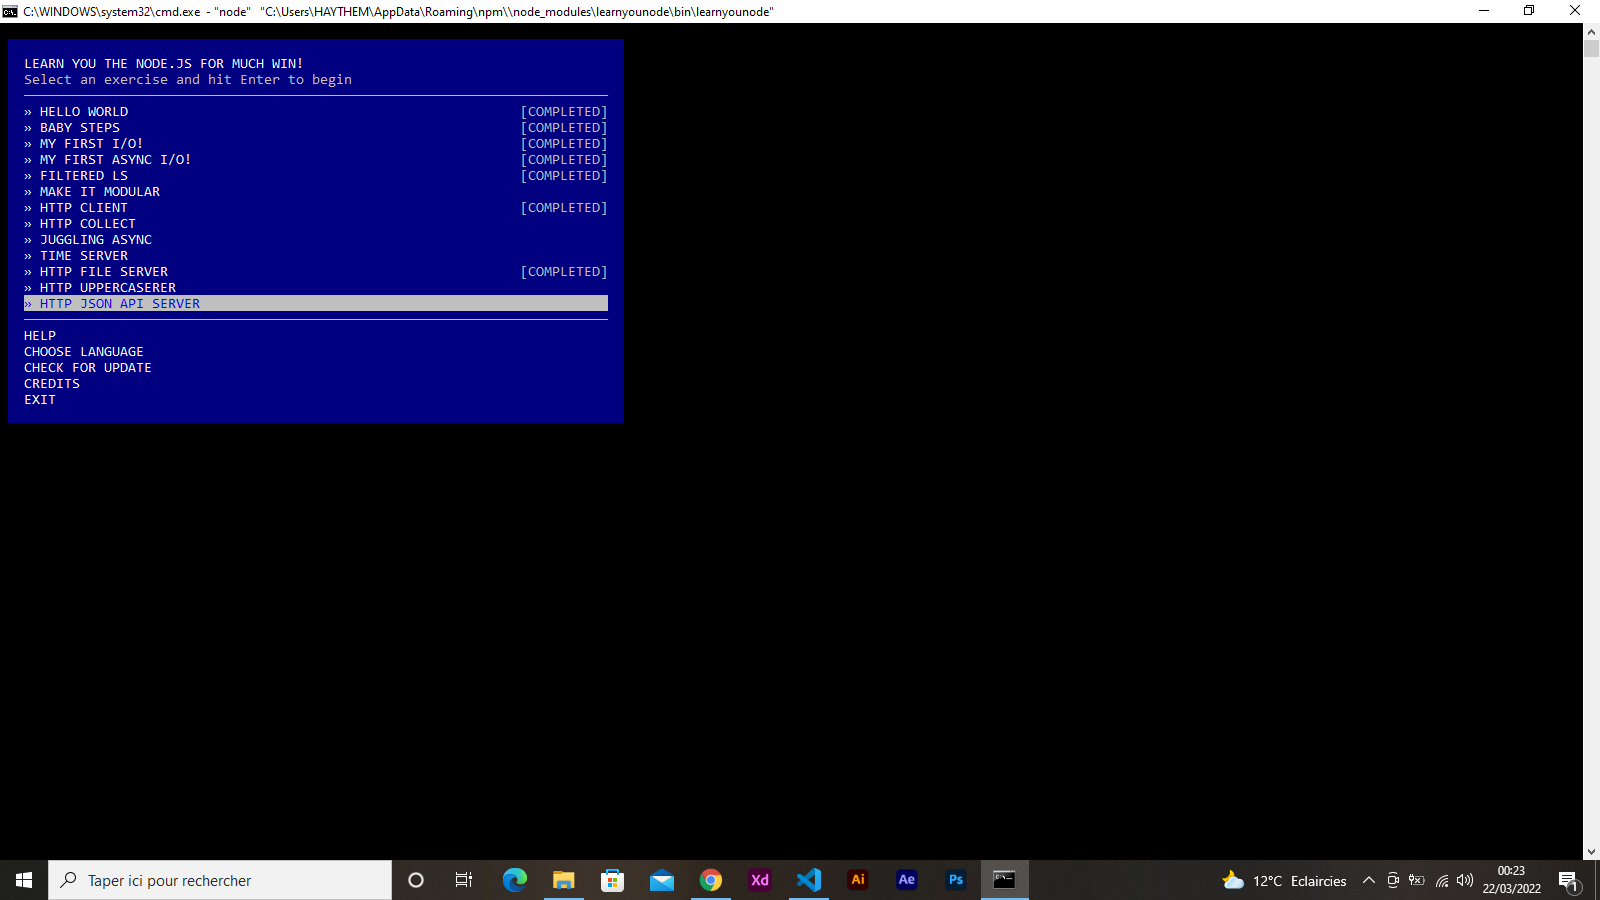 C:\WINDOWS\system32\cmd.exe - "node" "C:\Users\HAYTHEM\AppData\Roaming\npm\\node_modules\learnyounode\bin\learnyounode"
LEARN YOU THE NODE.JS FOR MUCH WIN!
Select an exercise and hit Enter to begin
» HELLO WORLD [COMPLETED]
» BABY STEPS [COMPLETED]
» MY FIRST I/O! [COMPLETED]
» MY FIRST ASYNC I/O! [COMPLETED]
» FILTERED LS [COMPLETED]
» MAKE IT MODULAR
» HTTP CLIENT [COMPLETED]
» HTTP COLLECT
» JUGGLING ASYNC
» TIME SERVER
» HTTP FILE SERVER [COMPLETED]
» HTTP UPPERCASERER
» HTTP JSON API SERVER
HELP
CHOOSE LANGUAGE
CHECK FOR UPDATE
CREDITS
EXIT
Taper ici pour rechercher
Xd
Ai
Ae
Ps
12°C Eclaircies
00:23
22/03/2022
1